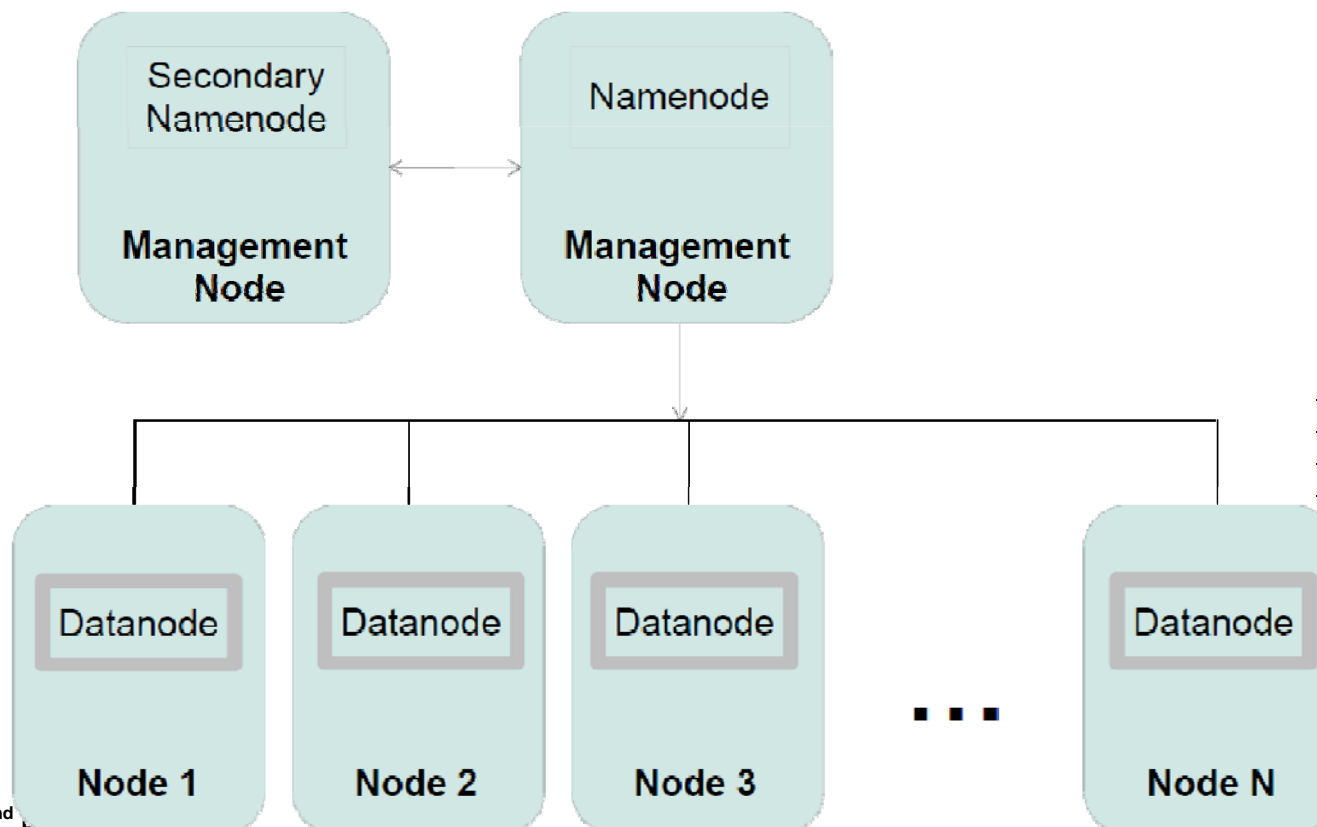 Secondary
Namenode
Management
Node
Namenode
Management
Node
Datanode
Node 1
Datanode
Node 2
Datanode
Node 3
...
Datanode
Node N